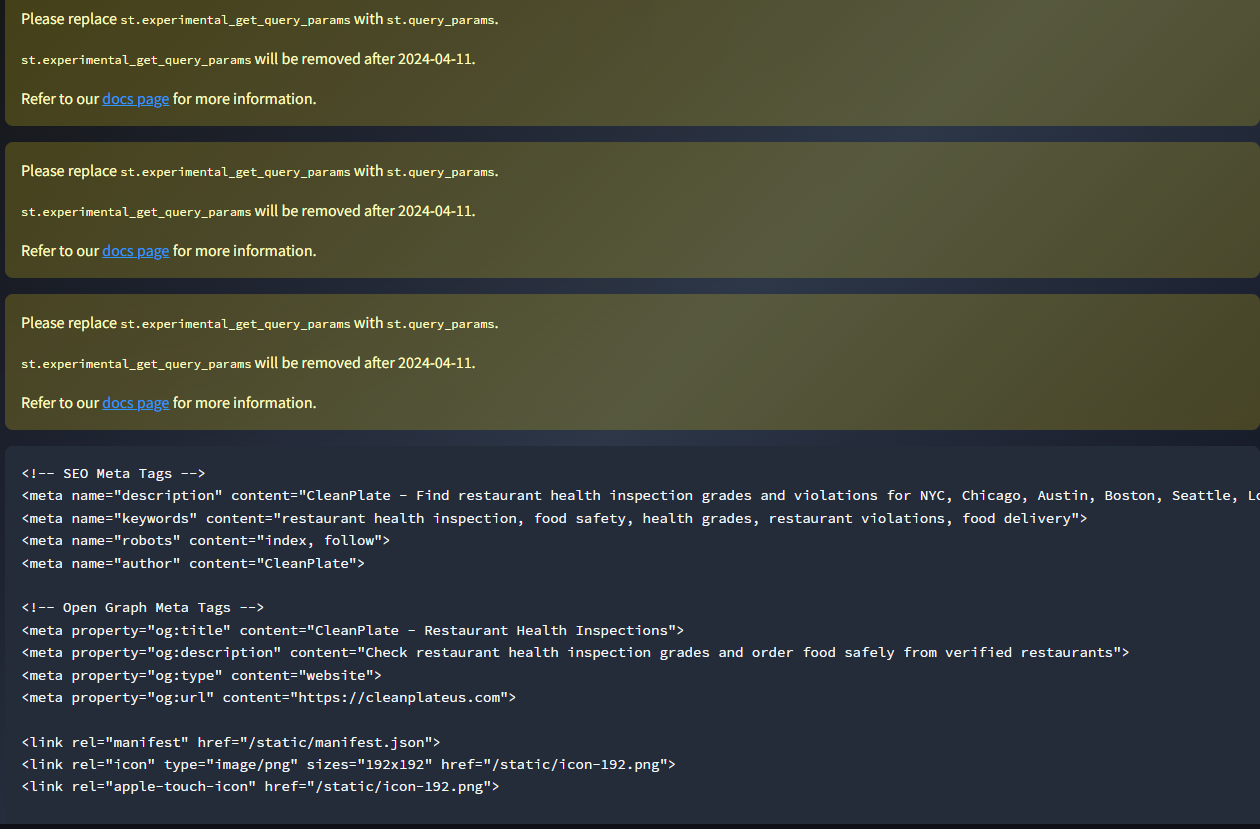 Please replace st.experimental_get_query_params with st.query_params.
st.experimental_get_query_params will be removed after 2024-04-11.
Refer to our docs page for more information.
Please replace st.experimental_get_query_params with st.query_params.
st.experimental_get_query_params will be removed after 2024-04-11.
Refer to our docs page for more information.
Please replace st.experimental_get_query_params with st.query_params.
st.experimental_get_query_params will be removed after 2024-04-11.
Refer to our docs page for more information.
<!-- SEO Meta Tags -->
<meta name="description" content="CleanPlate - Find restaurant health inspection grades and violations for NYC, Chicago, Austin, Boston, Seattle,
<meta name="keywords" content="restaurant health inspection, food safety, health grades, restaurant violations, food delivery">
<meta name="robots" content="index, follow">
<meta name="author" content="CleanPlate">
<!-- Open Graph Meta Tags -->
<meta property="og:title" content="CleanPlate - Restaurant Health Inspections">
<meta property="og:description" content="Check restaurant health inspection grades and order food safely from verified restaurants">
<meta property="og:type" content="website">
<meta property="og:url" content="https://cleanplateus.com">
<link rel="manifest" href="/static/manifest.json">
<link rel="icon" type="image/png" sizes="192x192" href="/static/icon-192.png">
<link rel="apple-touch-icon" href="/static/icon-192.png">